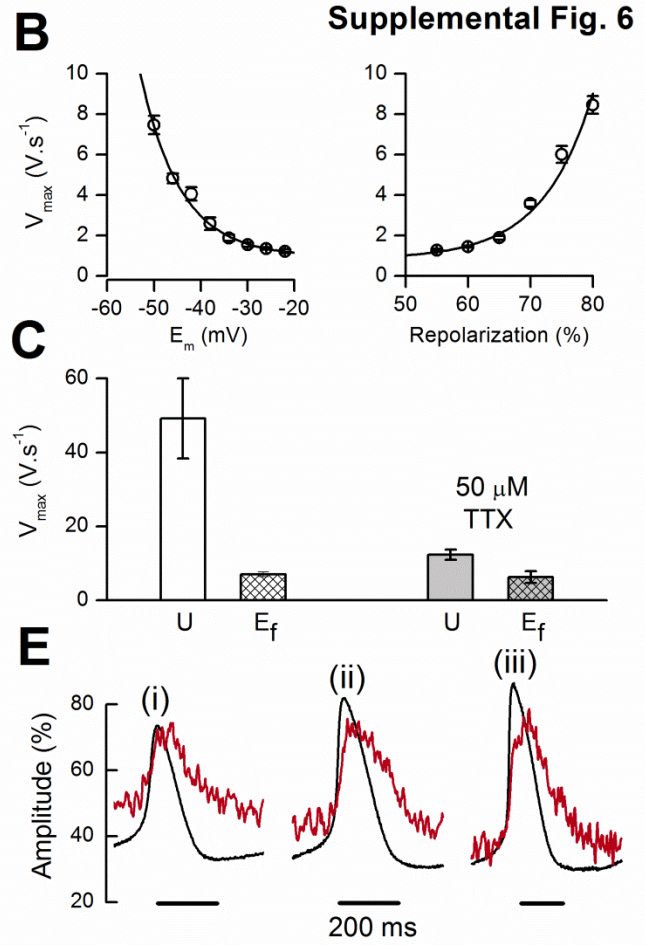 Supplemental Fig. 6
B
Vmax (V.s-1)
10
8
6
4
2
0
-60 -50 -40 -30 -20
Em (mV)
10
8
6
4
2
0
50 60 70 80
Repolarization (%)
C
Vmax (V.s-1)
60
40
20
0
50 μM
TTX
U Ef U Ef
E
Amplitude (%)
80
60
40
20
(i) (ii) (iii)
200 ms